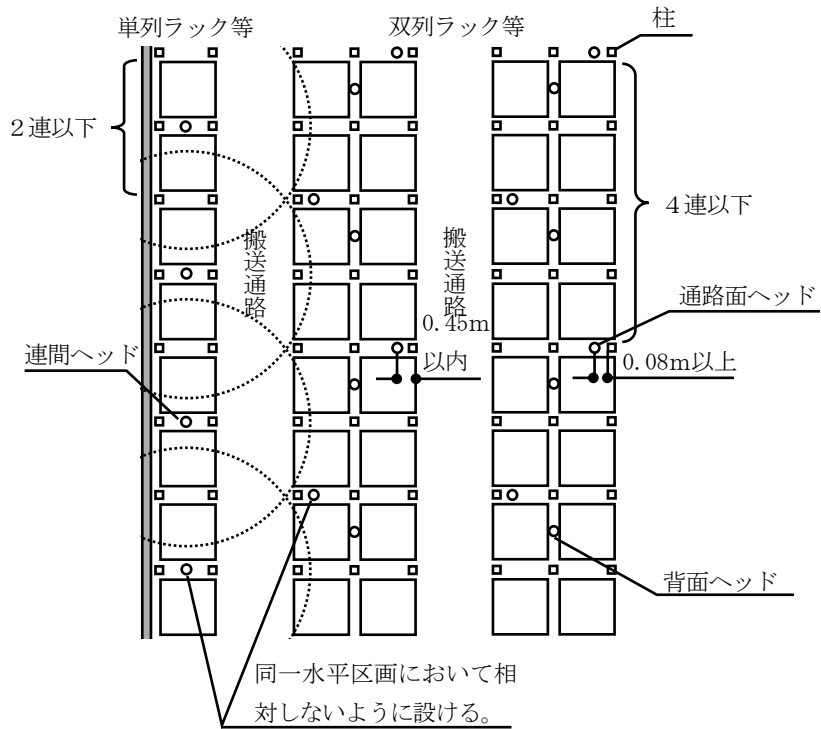 単列ラック等
双列ラック等
柱
２連以下
４連以下
搬送通路
搬送通路
通路面ヘッド
0.45m
以内
0.08m以上
連間ヘッド
背面ヘッド
同一水平区画において相
対しないように設ける。